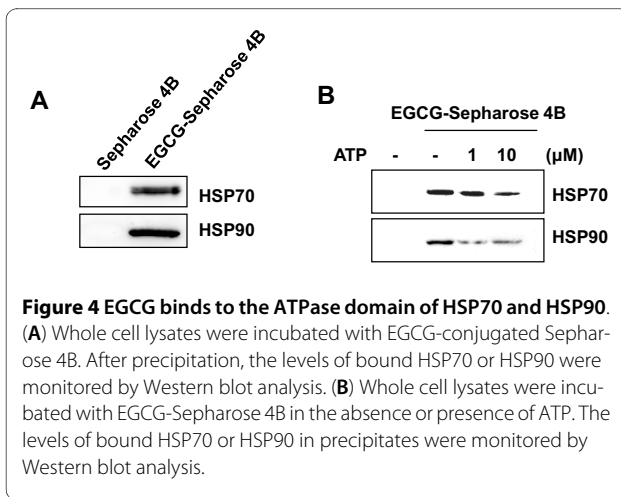 A
Sepharose 4B
EGCG-Sepharose 4B
HSP70
HSP90
B
EGCG-Sepharose 4B
ATP - - 1 10 (µM)
HSP70
HSP90
Figure 4 EGCG binds to the ATPase domain of HSP70 and HSP90.
(A) Whole cell lysates were incubated with EGCG-conjugated Sephar-
ose 4B. After precipitation, the levels of bound HSP70 or HSP90 were
monitored by Western blot analysis. (B) Whole cell lysates were incu-
bated with EGCG-Sepharose 4B in the absence or presence of ATP. The
levels of bound HSP70 or HSP90 in precipitates were monitored by
Western blot analysis.